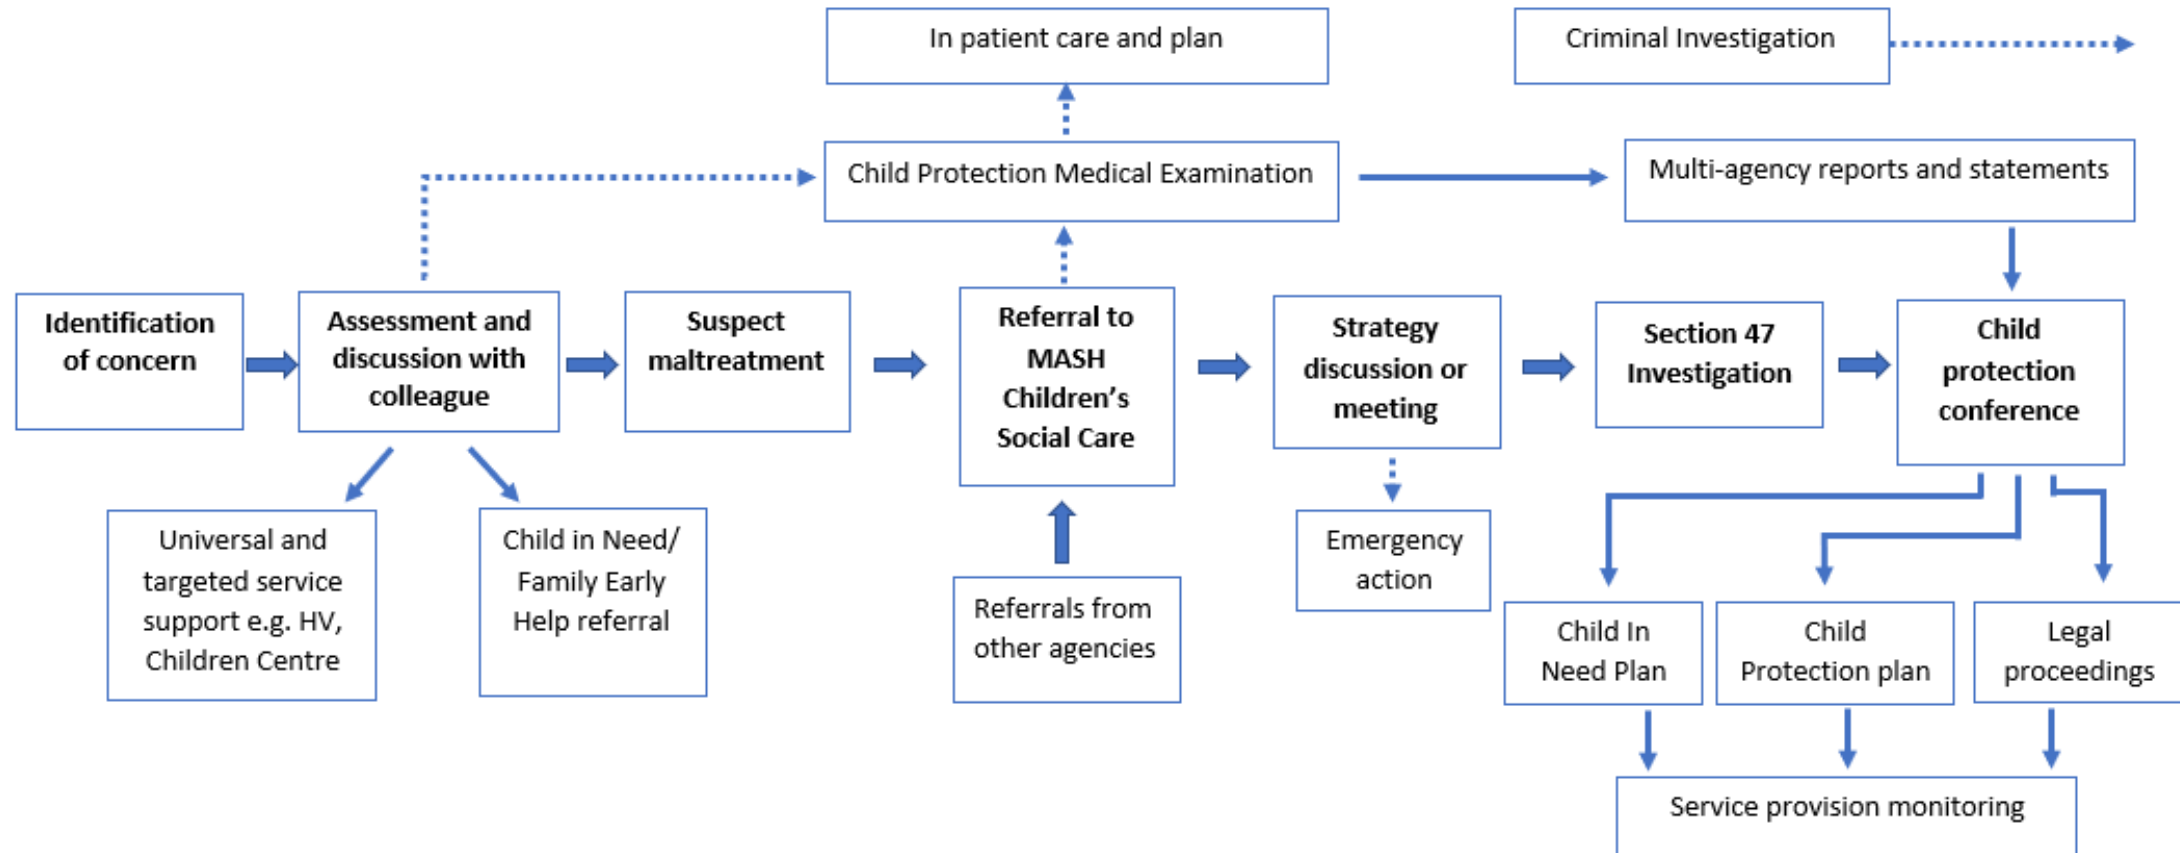 In patient care and plan
Criminal Investigation
Child Protection Medical Examination
Multi-agency reports and statements
Identification
of concern
Assessment and
discussion with
colleague
Suspect
maltreatment
Referral to
MASH
Children’s
Social Care
Strategy
discussion or
meeting
Section 47
Investigation
Child
protection
conference
Universal and
targeted service
support e.g. HV,
Children Centre
Child in Need/
Family Early
Help referral
Referrals from
other agencies
Emergency
action
Child In
Need Plan
Child
Protection plan
Legal
proceedings
Service provision monitoring